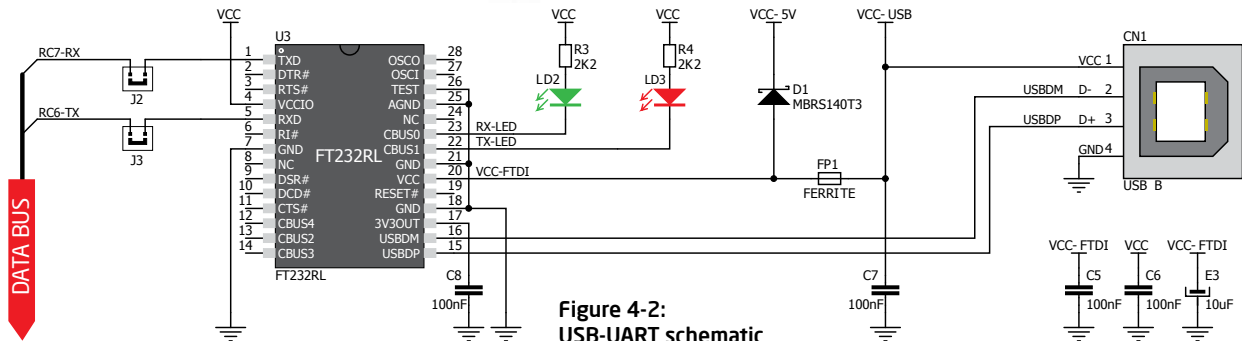 VCC
VCC
VCC
VCC-5V
VCC-USB
RC7-RX
J2
RC6-TX
J3
DATA BUS
U3
FT232RL
1 TXD
2 DTR#
3 RTS#
4 VCCIO
5 RXD
6 RI#
7 GND
8 NC
9 DSR#
10 DCD#
11 CTS#
12 CBUS4
13 CBUS2
14 CBUS3
OSCO 28
OSCI 27
TEST 26
AGND 25
NC 24
CBUS0 23
CBUS1 22
GND 21
VCC 20
RESET# 19
GND 18
3V3OUT 17
USBDM 16
USBDP 15
FT232RL
RX-LED
TX-LED
VCC-FTDI
R3
2K2
LD2
R4
2K2
LD3
D1
MBRS140T3
FP1
FERRITE
C8
100nF
C7
100nF
CN1
VCC 1
USBDM D- 2
USBDP D+ 3
GND 4
USB B
VCC-FTDI
C5
100nF
VCC
C6
100nF
VCC-FTDI
E3
10uF
Figure 4-2:
USB-UART schematic